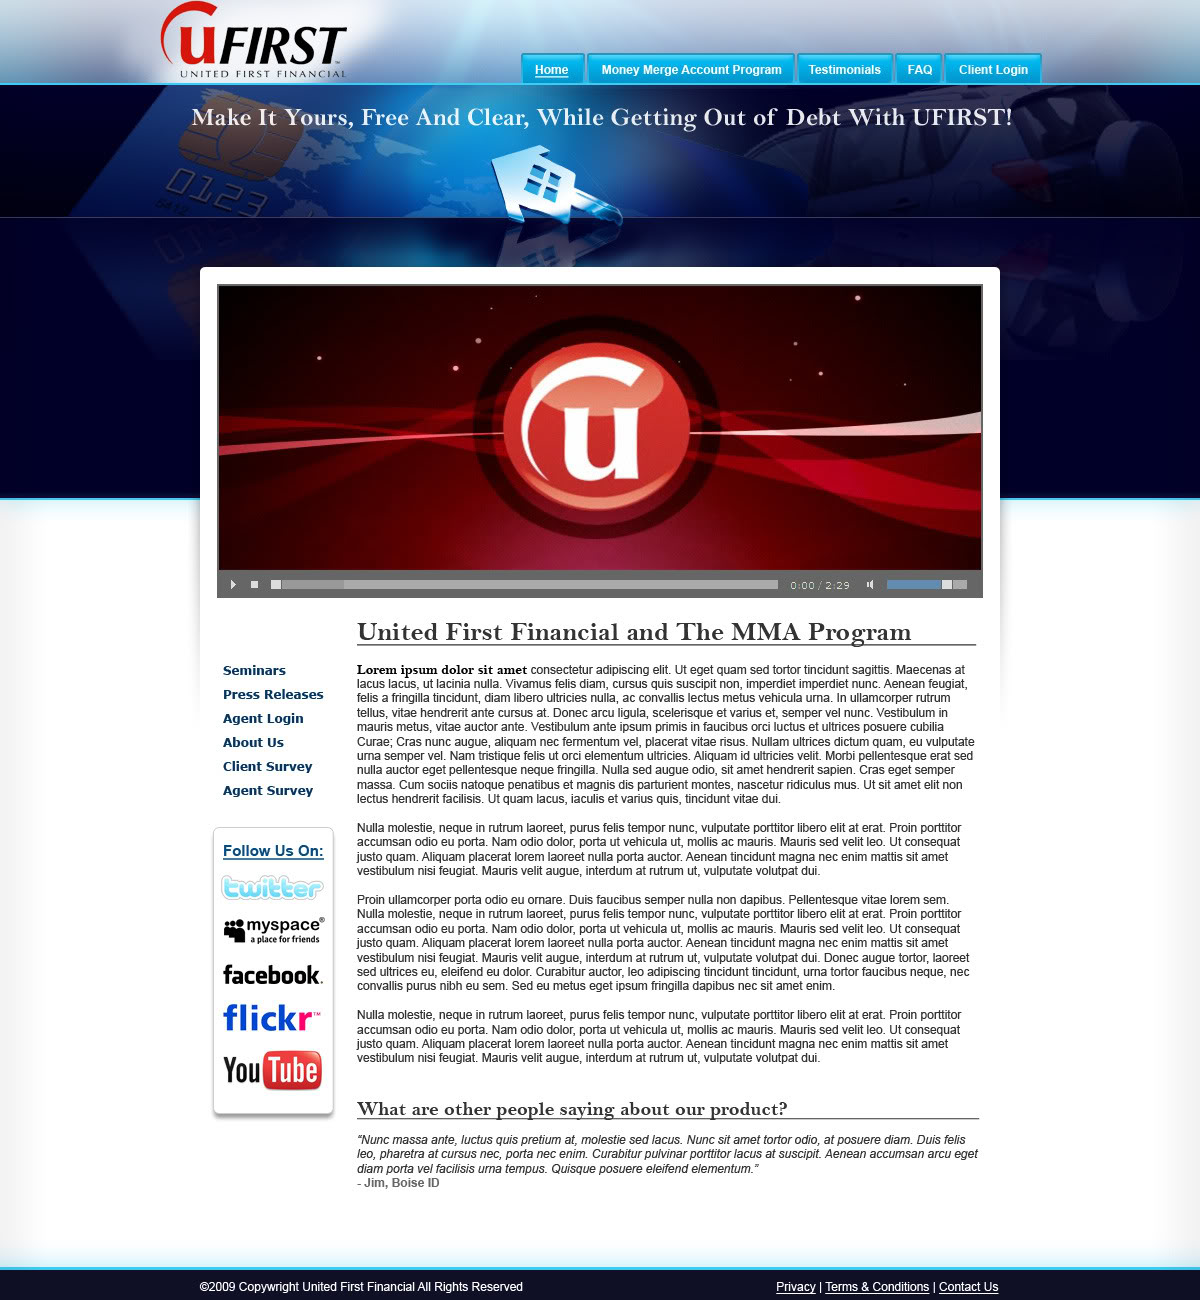 UFIRST™
UNITED FIRST FINANCIAL
Home
Money Merge Account Program
Testimonials
FAQ
Client Login
Make It Yours, Free And Clear, While Getting Out of Debt With UFIRST!
0123
5412
u
0:00 / 2:29
United First Financial and The MMA Program
Seminars
Press Releases
Agent Login
About Us
Client Survey
Agent Survey
Follow Us On:
twitter
myspace®
a place for friends
facebook.
flickr™
YouTube
Lorem ipsum dolor sit amet consectetur adipiscing elit. Ut eget quam sed tortor tincidunt sagittis. Maecenas at
lacus lacus, ut lacinia nulla. Vivamus felis diam, cursus quis suscipit non, imperdiet imperdiet nunc. Aenean feugiat,
felis a fringilla tincidunt, diam libero ultricies nulla, ac convallis lectus metus vehicula urna. In ullamcorper rutrum
tellus, vitae hendrerit ante cursus at. Donec arcu ligula, scelerisque et varius et, semper vel nunc. Vestibulum in
mauris metus, vitae auctor ante. Vestibulum ante ipsum primis in faucibus orci luctus et ultrices posuere cubilia
Curae; Cras nunc augue, aliquam nec fermentum vel, placerat vitae risus. Nullam ultrices dictum quam, eu vulputate
urna semper vel. Nam tristique felis ut orci elementum ultricies. Aliquam id ultricies velit. Morbi pellentesque erat sed
nulla auctor eget pellentesque neque fringilla. Nulla sed augue odio, sit amet hendrerit sapien. Cras eget semper
massa. Cum sociis natoque penatibus et magnis dis parturient montes, nascetur ridiculus mus. Ut sit amet elit non
lectus hendrerit facilisis. Ut quam lacus, iaculis et varius quis, tincidunt vitae dui.
Nulla molestie, neque in rutrum laoreet, purus felis tempor nunc, vulputate porttitor libero elit at erat. Proin porttitor
accumsan odio eu porta. Nam odio dolor, porta ut vehicula ut, mollis ac mauris. Mauris sed velit leo. Ut consequat
justo quam. Aliquam placerat lorem laoreet nulla porta auctor. Aenean tincidunt magna nec enim mattis sit amet
vestibulum nisi feugiat. Mauris velit augue, interdum at rutrum ut, vulputate volutpat dui.
Proin ullamcorper porta odio eu ornare. Duis faucibus semper nulla non dapibus. Pellentesque vitae lorem sem.
Nulla molestie, neque in rutrum laoreet, purus felis tempor nunc, vulputate porttitor libero elit at erat. Proin porttitor
accumsan odio eu porta. Nam odio dolor, porta ut vehicula ut, mollis ac mauris. Mauris sed velit leo. Ut consequat
justo quam. Aliquam placerat lorem laoreet nulla porta auctor. Aenean tincidunt magna nec enim mattis sit amet
vestibulum nisi feugiat. Mauris velit augue, interdum at rutrum ut, vulputate volutpat dui. Donec augue tortor, laoreet
sed ultrices eu, eleifend eu dolor. Curabitur auctor, leo adipiscing tincidunt tincidunt, urna tortor faucibus neque, nec
convallis purus nibh eu sem. Sed eu metus eget ipsum fringilla dapibus nec sit amet enim.
Nulla molestie, neque in rutrum laoreet, purus felis tempor nunc, vulputate porttitor libero elit at erat. Proin porttitor
accumsan odio eu porta. Nam odio dolor, porta ut vehicula ut, mollis ac mauris. Mauris sed velit leo. Ut consequat
justo quam. Aliquam placerat lorem laoreet nulla porta auctor. Aenean tincidunt magna nec enim mattis sit amet
vestibulum nisi feugiat. Mauris velit augue, interdum at rutrum ut, vulputate volutpat dui.
What are other people saying about our product?
“Nunc massa ante, luctus quis pretium at, molestie sed lacus. Nunc sit amet tortor odio, at posuere diam. Duis felis
leo, pharetra at cursus nec, porta nec enim. Curabitur pulvinar porttitor lacus at suscipit. Aenean accumsan arcu eget
diam porta vel facilisis urna tempus. Quisque posuere eleifend elementum.”
- Jim, Boise ID
©2009 Copywright United First Financial All Rights Reserved
Privacy | Terms & Conditions | Contact Us